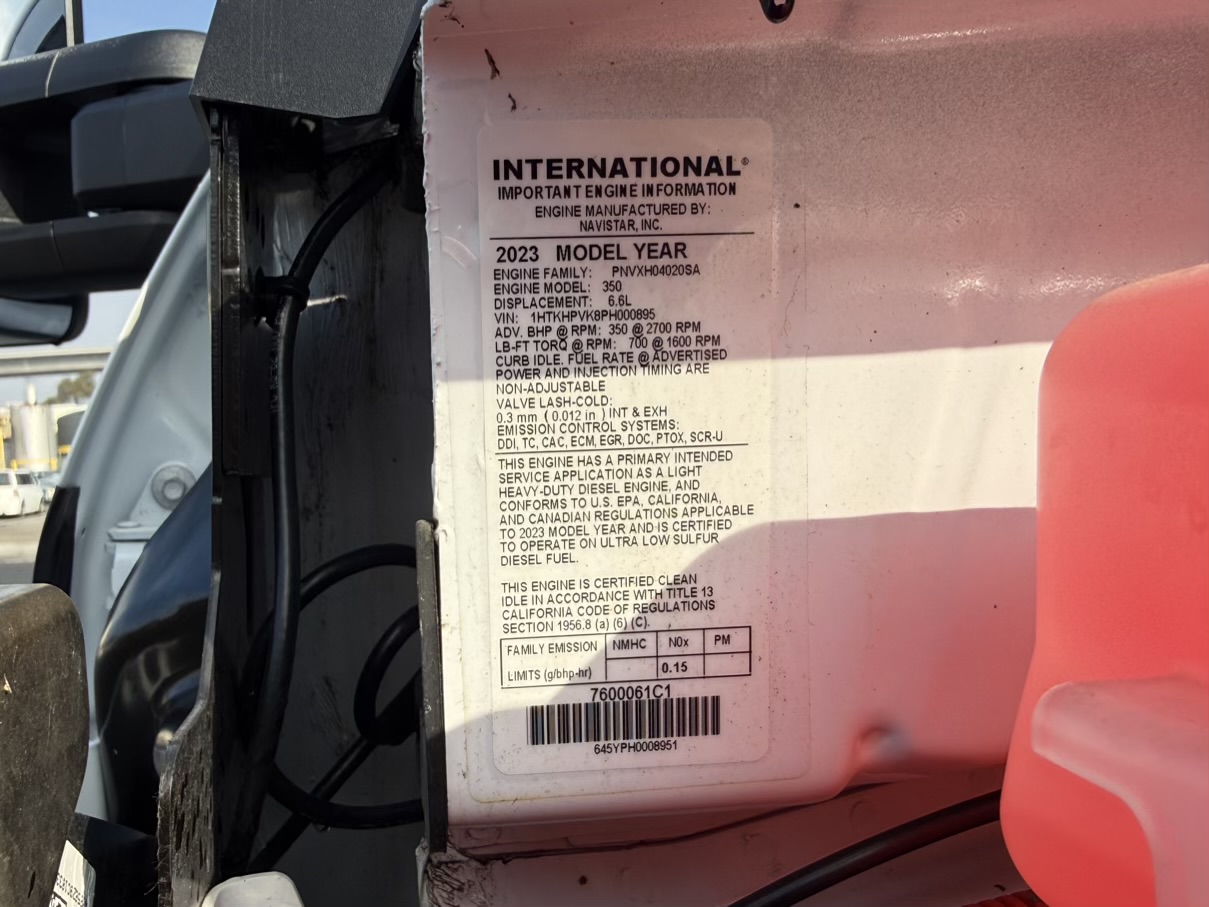 INTERNATIONAL®
IMPORTANT ENGINE INFORMATION
ENGINE MANUFACTURED BY:
NAVISTAR, INC.
2023 MODEL YEAR
ENGINE FAMILY: PNVXH04020SA
ENGINE MODEL: 350
DISPLACEMENT: 6.6L
VIN: 1HTKHPVK8PH000895
ADV. BHP @ RPM: 350 @ 2700 RPM
LB-FT TORQ @ RPM: 700 @ 1600 RPM
CURB IDLE, FUEL RATE @ ADVERTISED
POWER AND INJECTION TIMING ARE
NON-ADJUSTABLE
VALVE LASH-COLD:
0.3 mm ( 0.012 in ) INT & EXH
EMISSION CONTROL SYSTEMS:
DDI, TC, CAC, ECM, EGR, DOC, PTOX, SCR-U
THIS ENGINE HAS A PRIMARY INTENDED
SERVICE APPLICATION AS A LIGHT
HEAVY-DUTY DIESEL ENGINE, AND
CONFORMS TO U.S. EPA, CALIFORNIA,
AND CANADIAN REGULATIONS APPLICABLE
TO 2023 MODEL YEAR AND IS CERTIFIED
TO OPERATE ON ULTRA LOW SULFUR
DIESEL FUEL.
THIS ENGINE IS CERTIFIED CLEAN
IDLE IN ACCORDANCE WITH TITLE 13
CALIFORNIA CODE OF REGULATIONS
SECTION 1956.8 (a) (6) (C).
FAMILY EMISSION NMHC N0x PM
LIMITS (g/bhp-hr) 0.15
7600061C1
645YPH0008951